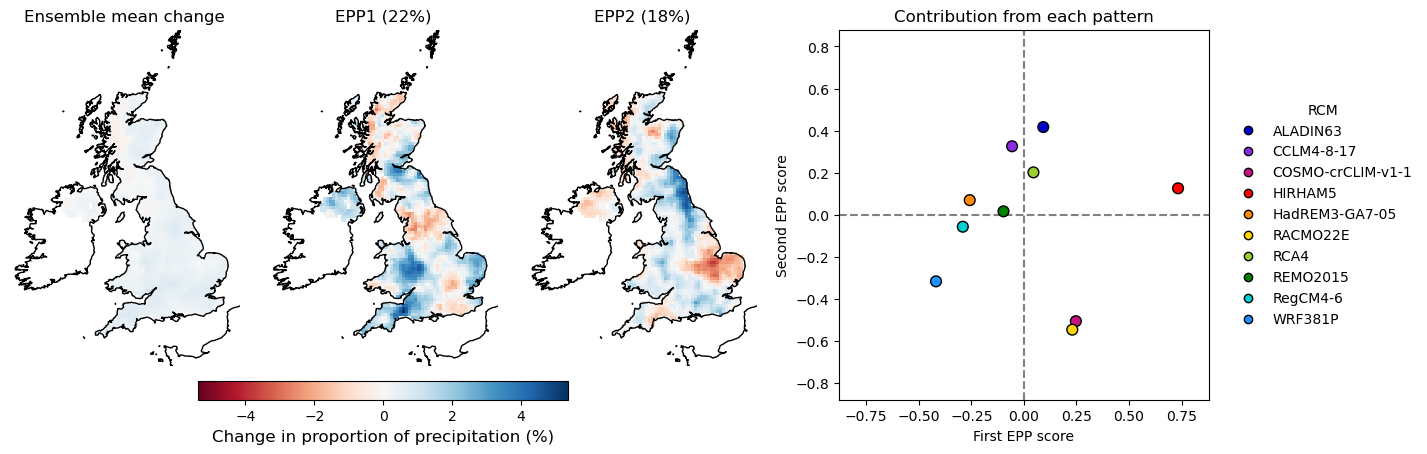 Ensemble mean change
EPP1 (22%)
EPP2 (18%)
−4
−2
0
2
4
Change in proportion of precipitation (%)
Contribution from each pattern
Second EPP score
0.8
0.6
0.4
0.2
0.0
−0.2
−0.4
−0.6
−0.8
−0.75
−0.50
−0.25
0.00
0.25
0.50
0.75
First EPP score
RCM
ALADIN63
CCLM4-8-17
COSMO-crCLIM-v1-1
HIRHAM5
HadREM3-GA7-05
RACMO22E
RCA4
REMO2015
RegCM4-6
WRF381P